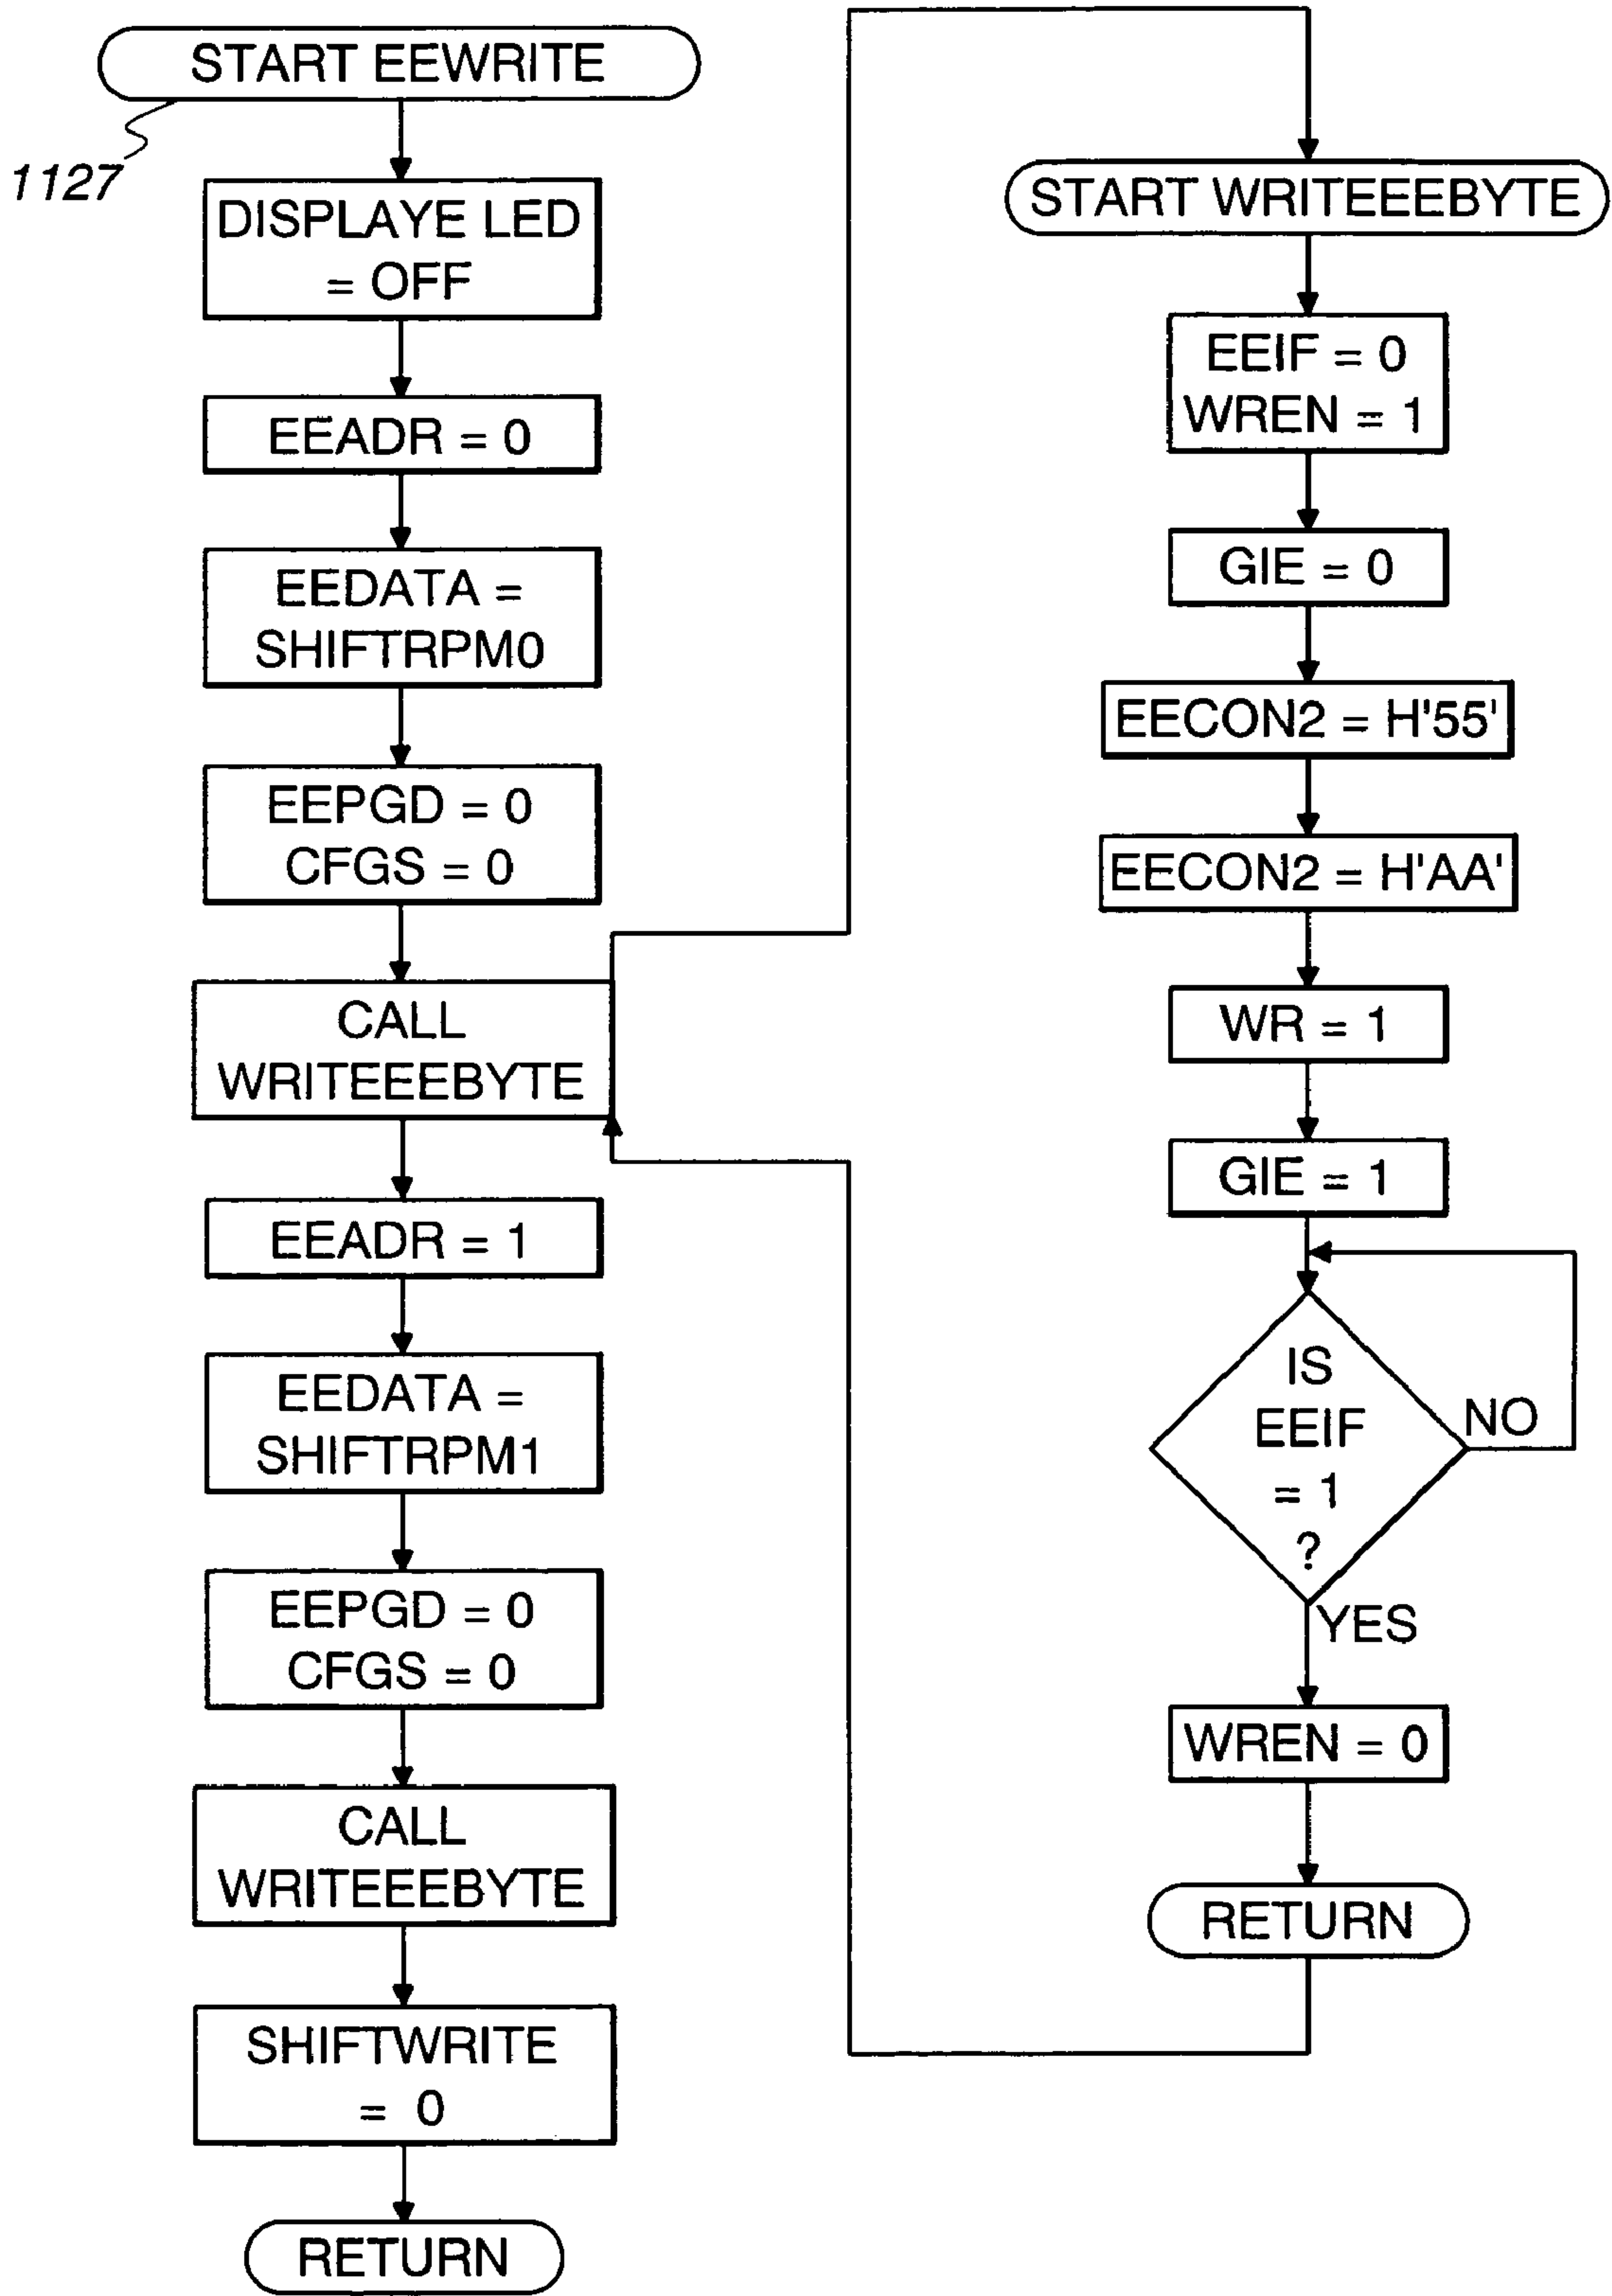 START EEWRITE
1127
DISPLAYE LED
= OFF
EEADR = 0
EEDATA =
SHIFTRPM0
EEPGD = 0
CFGS = 0
CALL
WRITEEEBYTE
EEADR = 1
EEDATA =
SHIFTRPM1
EEPGD = 0
CFGS = 0
CALL
WRITEEEBYTE
SHIFTWRITE
= 0
RETURN
START WRITEEEBYTE
EEIF = 0
WREN = 1
GIE = 0
EECON2 = H'55'
EECON2 = H'AA'
WR = 1
GIE = 1
IS
EEIF
= 1
?
NO
YES
WREN = 0
RETURN